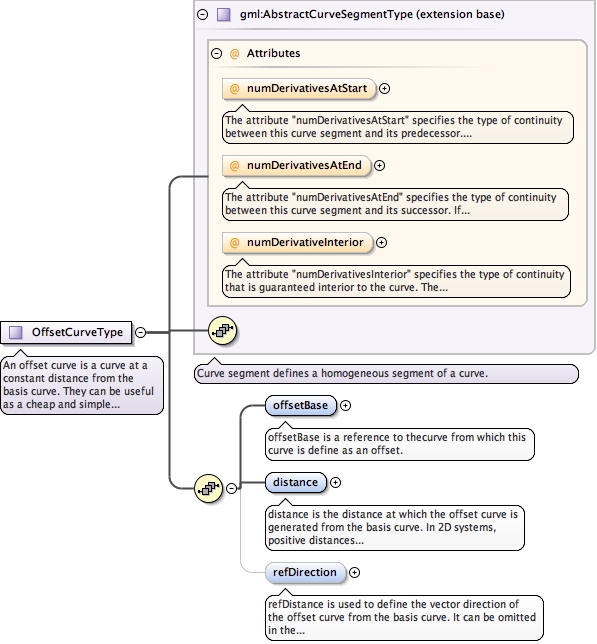 gml:AbstractCurveSegmentType (extension base)
@ Attributes
@ numDerivativesAtStart
The attribute "numDerivativesAtStart" specifies the type of continuity
between this curve segment and its predecessor....
@ numDerivativesAtEnd
The attribute "numDerivativesAtEnd" specifies the type of continuity
between this curve segment and its successor. If...
@ numDerivativeInterior
The attribute "numDerivativesInterior" specifies the type of continuity
that is guaranteed interior to the curve. The...
OffsetCurveType
An offset curve is a curve at a
constant distance from the
basis curve. They can be useful
as a cheap and simple...
Curve segment defines a homogeneous segment of a curve.
offsetBase
offsetBase is a reference to thecurve from which this
curve is define as an offset.
distance
distance is the distance at which the offset curve is
generated from the basis curve. In 2D systems,
positive distances...
refDirection
refDistance is used to define the vector direction of
the offset curve from the basis curve. It can be omitted
in the...